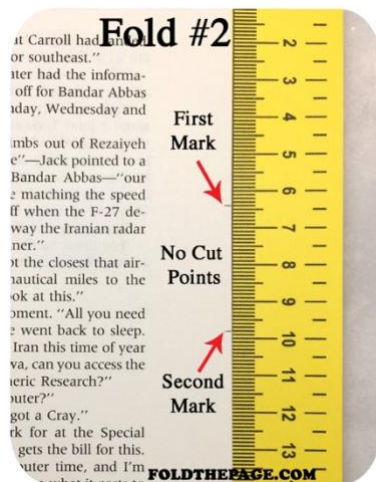 Fold #2
at Carroll had
or southeast."
ater had the informa-
off for Bandar Abbas
day, Wednesday and
mbs out of Rezaiyeh
e"—Jack pointed to a
Bandar Abbas—"our
e matching the speed
ff when the F-27 de-
way the Iranian radar
ner."
ot the closest that air-
nautical miles to the
ok at this."
oment. "All you need
e went back to sleep.
Iran this time of year
va, can you access the
neric Research?"
outer?"
got a Cray."
rk for at the Special
gets the bill for this.
outer time, and I'm
First
Mark
No Cut
Points
Second
Mark
2
3
4
5
6
7
8
9
10
11
12
13
FOLDTHEPAGE.COM